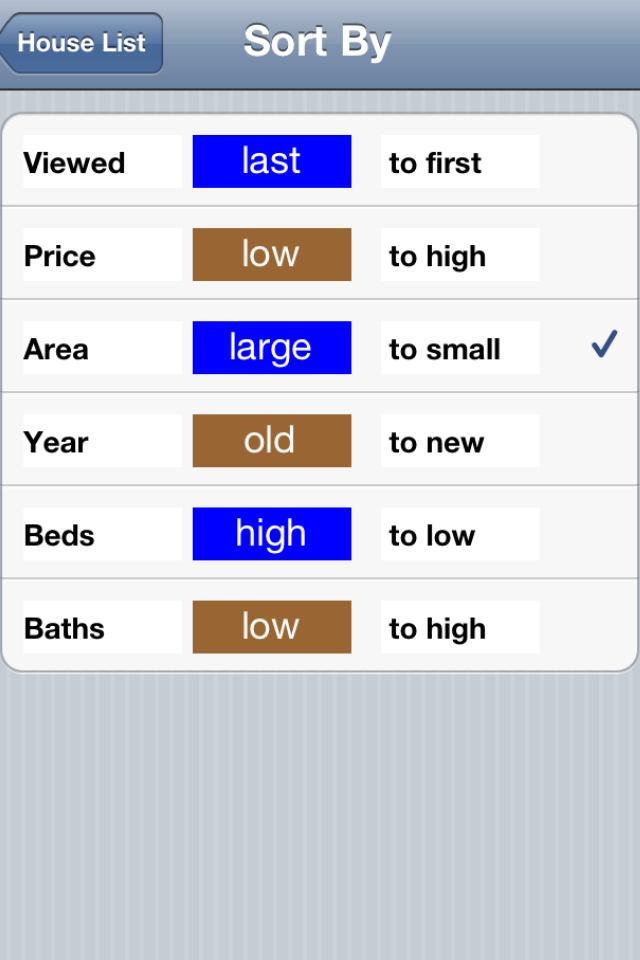 House List
Sort By
Viewed last to first
Price low to high
Area large to small
Year old to new
Beds high to low
Baths low to high